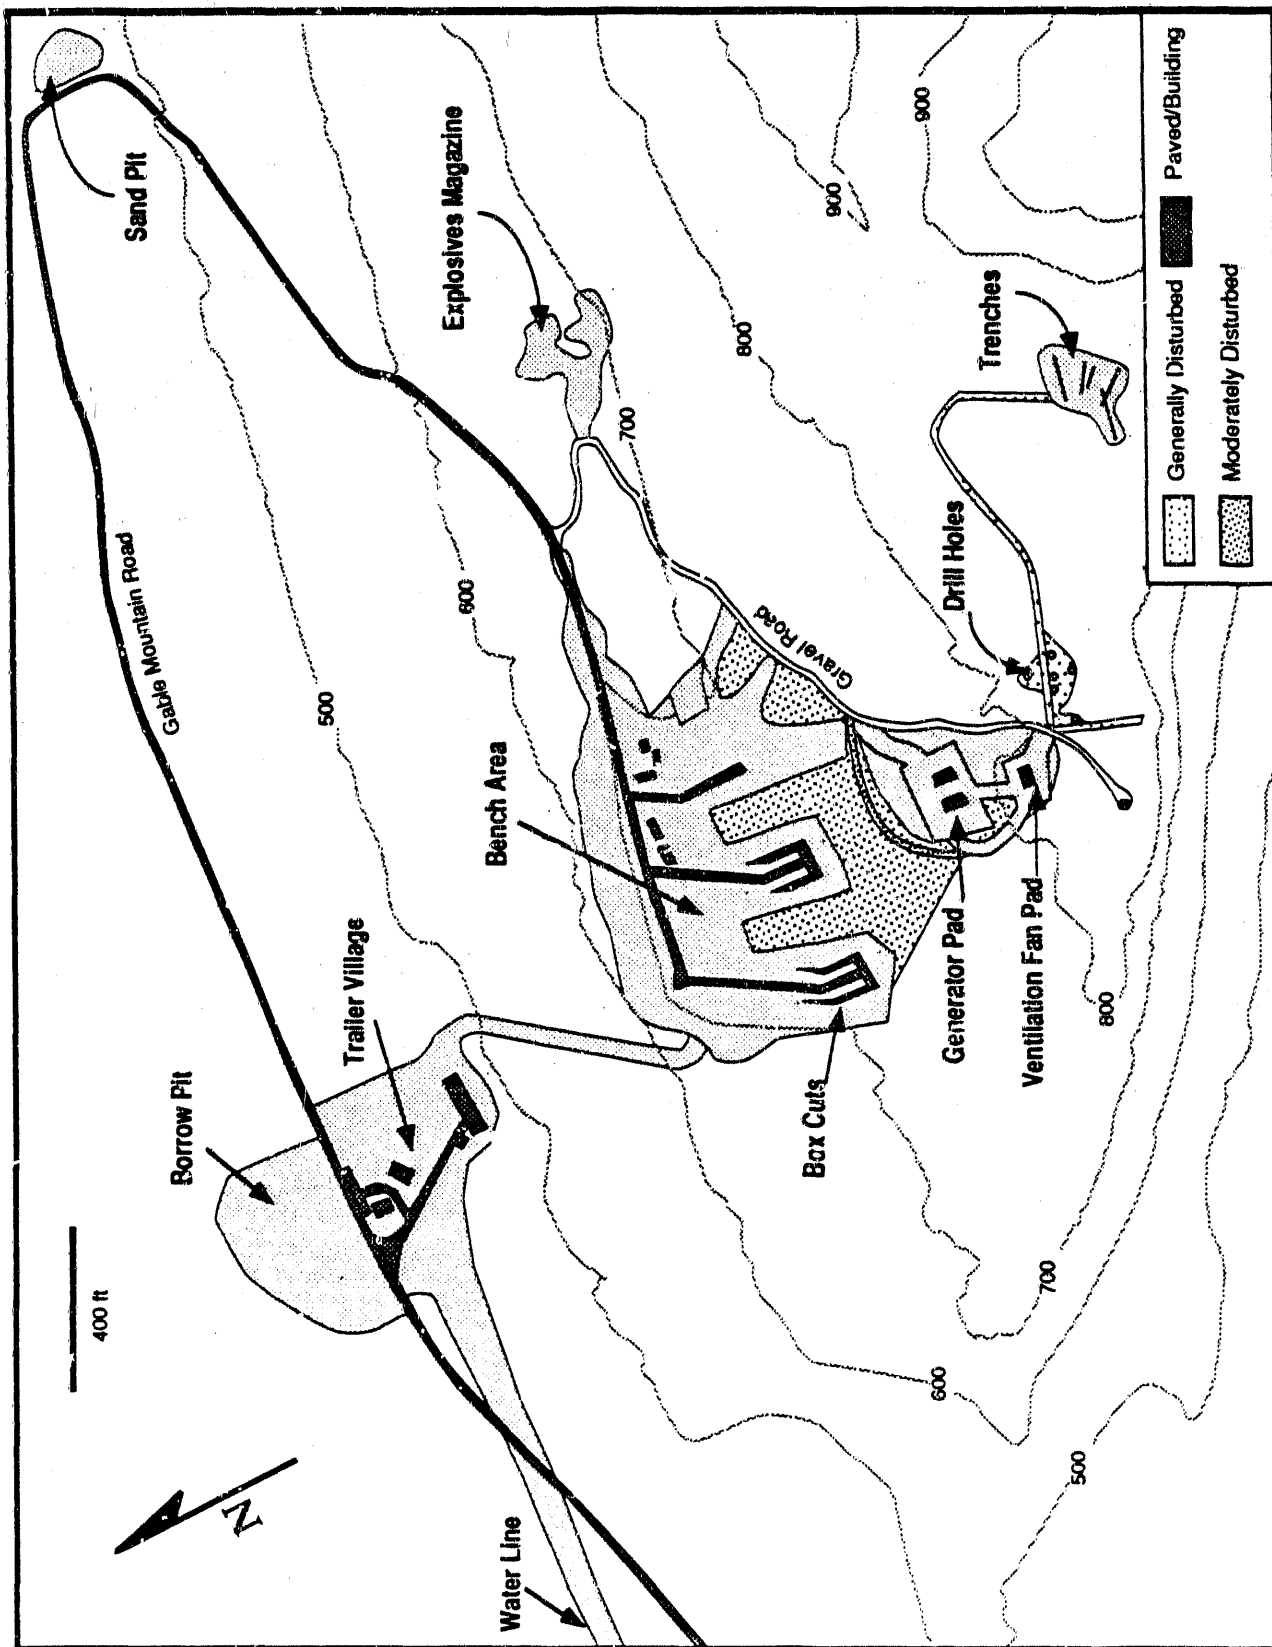 Sand Pit
Gable Mountain Road
Explosives Magazine
900
900
800
700
600
500
Trenches
Drill Holes
Gravel Road
Bench Area
Trailer Village
Borrow Pit
400 ft
N
Water Line
Box Cuts
Generator Pad
Ventilation Fan Pad
800
700
600
500
Generally Disturbed
Paved/Building
Moderately Disturbed